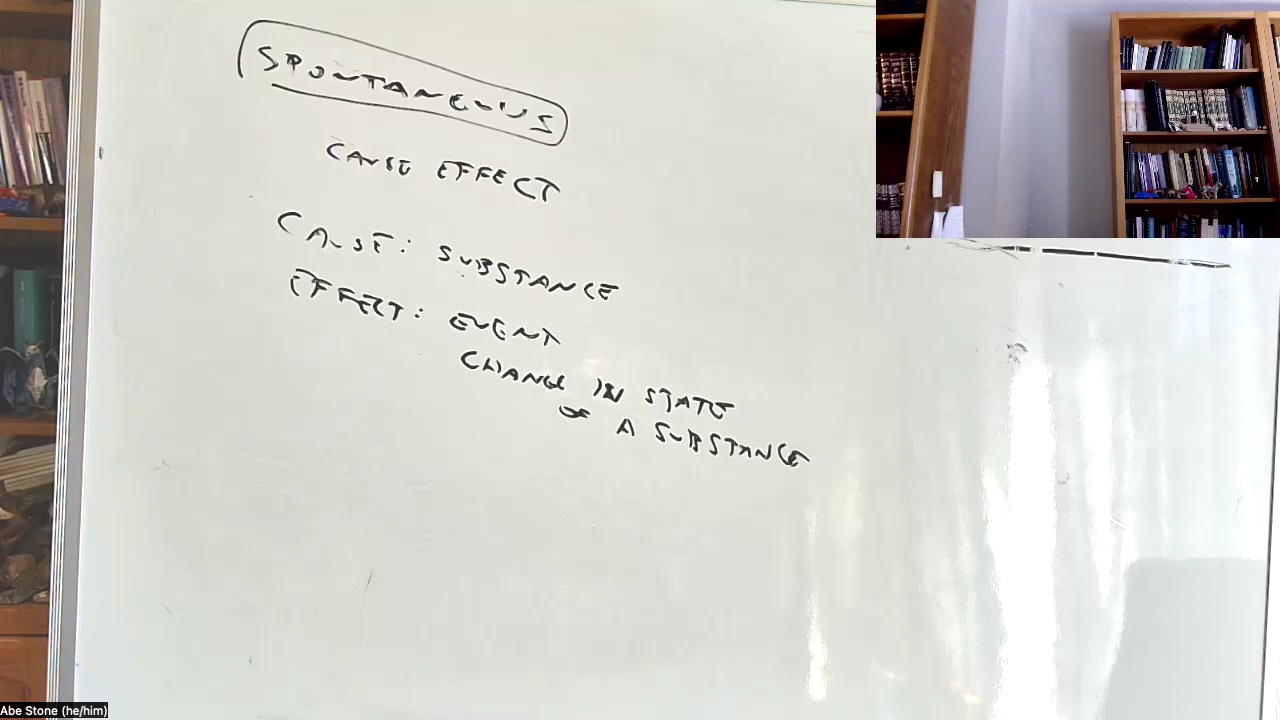 SPONTANEOUS
CAUSE EFFECT
CAUSE: SUBSTANCE
EFFECT: EVENT
CHANGE IN STATE
OF A SUBSTANCE
Abe Stone (he/him)